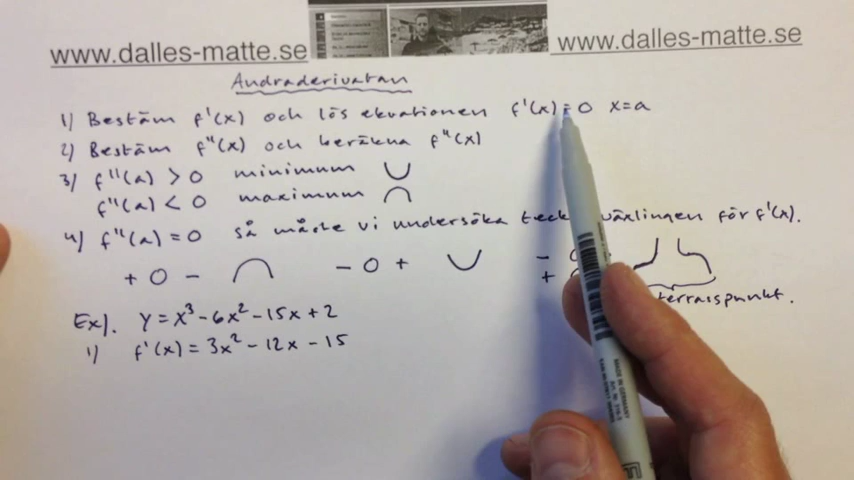 www.dalles-matte.se www.dalles-matte.se
Andraderivatan
1) Bestäm f'(x) och lös ekvationen f'(x)=0 x=a
2) Bestäm f''(x) och beräkna f''(x)
3) f''(a) > 0 minimum
f''(a) < 0 maximum
4) f''(a) = 0 så måste vi undersöka teck växlingen för f'(x).
+ 0 - - 0 + -
+ terrasspunkt.
Ex). y = x³ - 6x² - 15x + 2
1) f'(x) = 3x² - 12x - 15